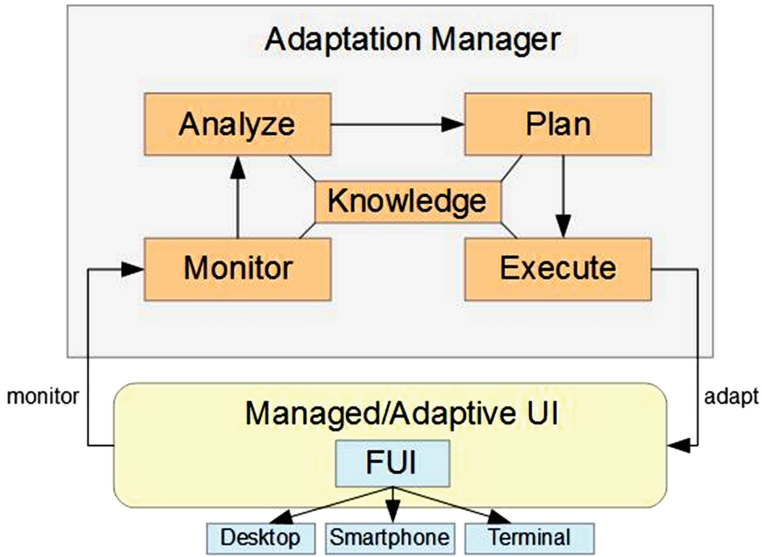 Adaptation Manager
Analyze
Plan
Knowledge
Monitor
Execute
monitor
adapt
Managed/Adaptive UI
FUI
Desktop
Smartphone
Terminal